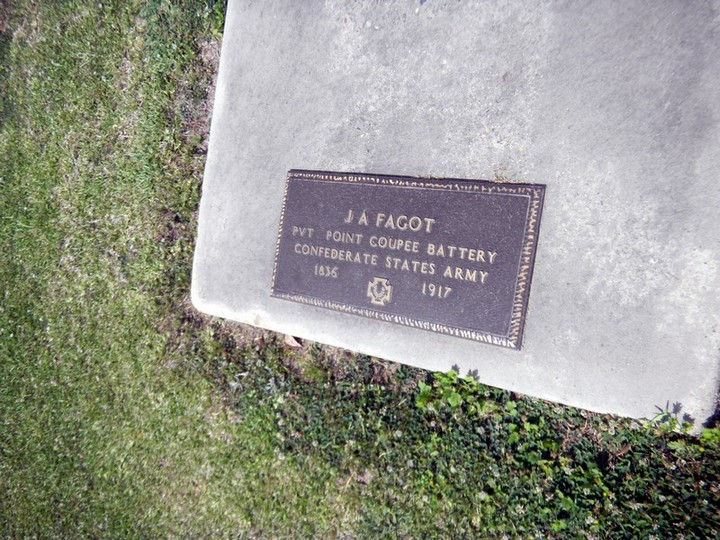 J A FAGOT
PVT POINT COUPEE BATTERY
CONFEDERATE STATES ARMY
1836 1917